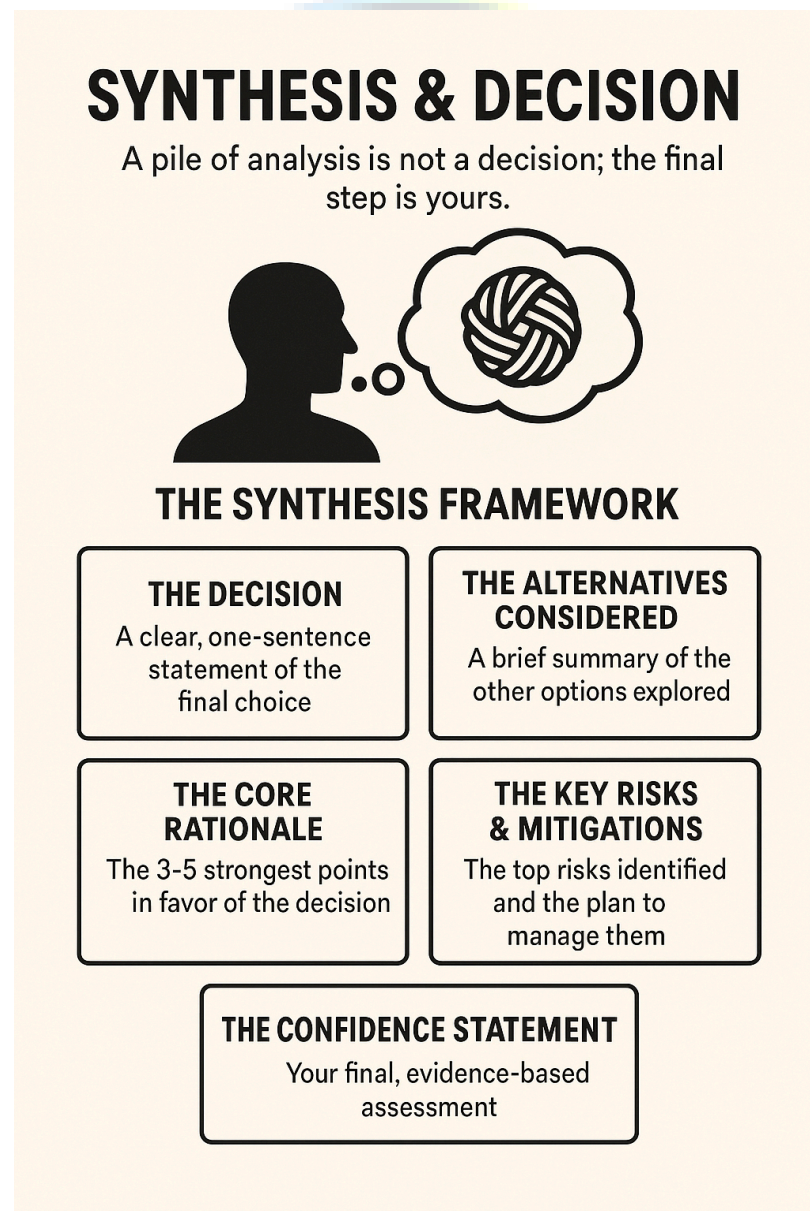 SYNTHESIS & DECISION
A pile of analysis is not a decision; the final
step is yours.
THE SYNTHESIS FRAMEWORK
THE DECISION
A clear, one-sentence
statement of the
final choice
THE ALTERNATIVES
CONSIDERED
A brief summary of the
other options explored
THE CORE
RATIONALE
The 3-5 strongest points
in favor of the decision
THE KEY RISKS
& MITIGATIONS
The top risks identified
and the plan to
manage them
THE CONFIDENCE STATEMENT
Your final, evidence-based
assessment